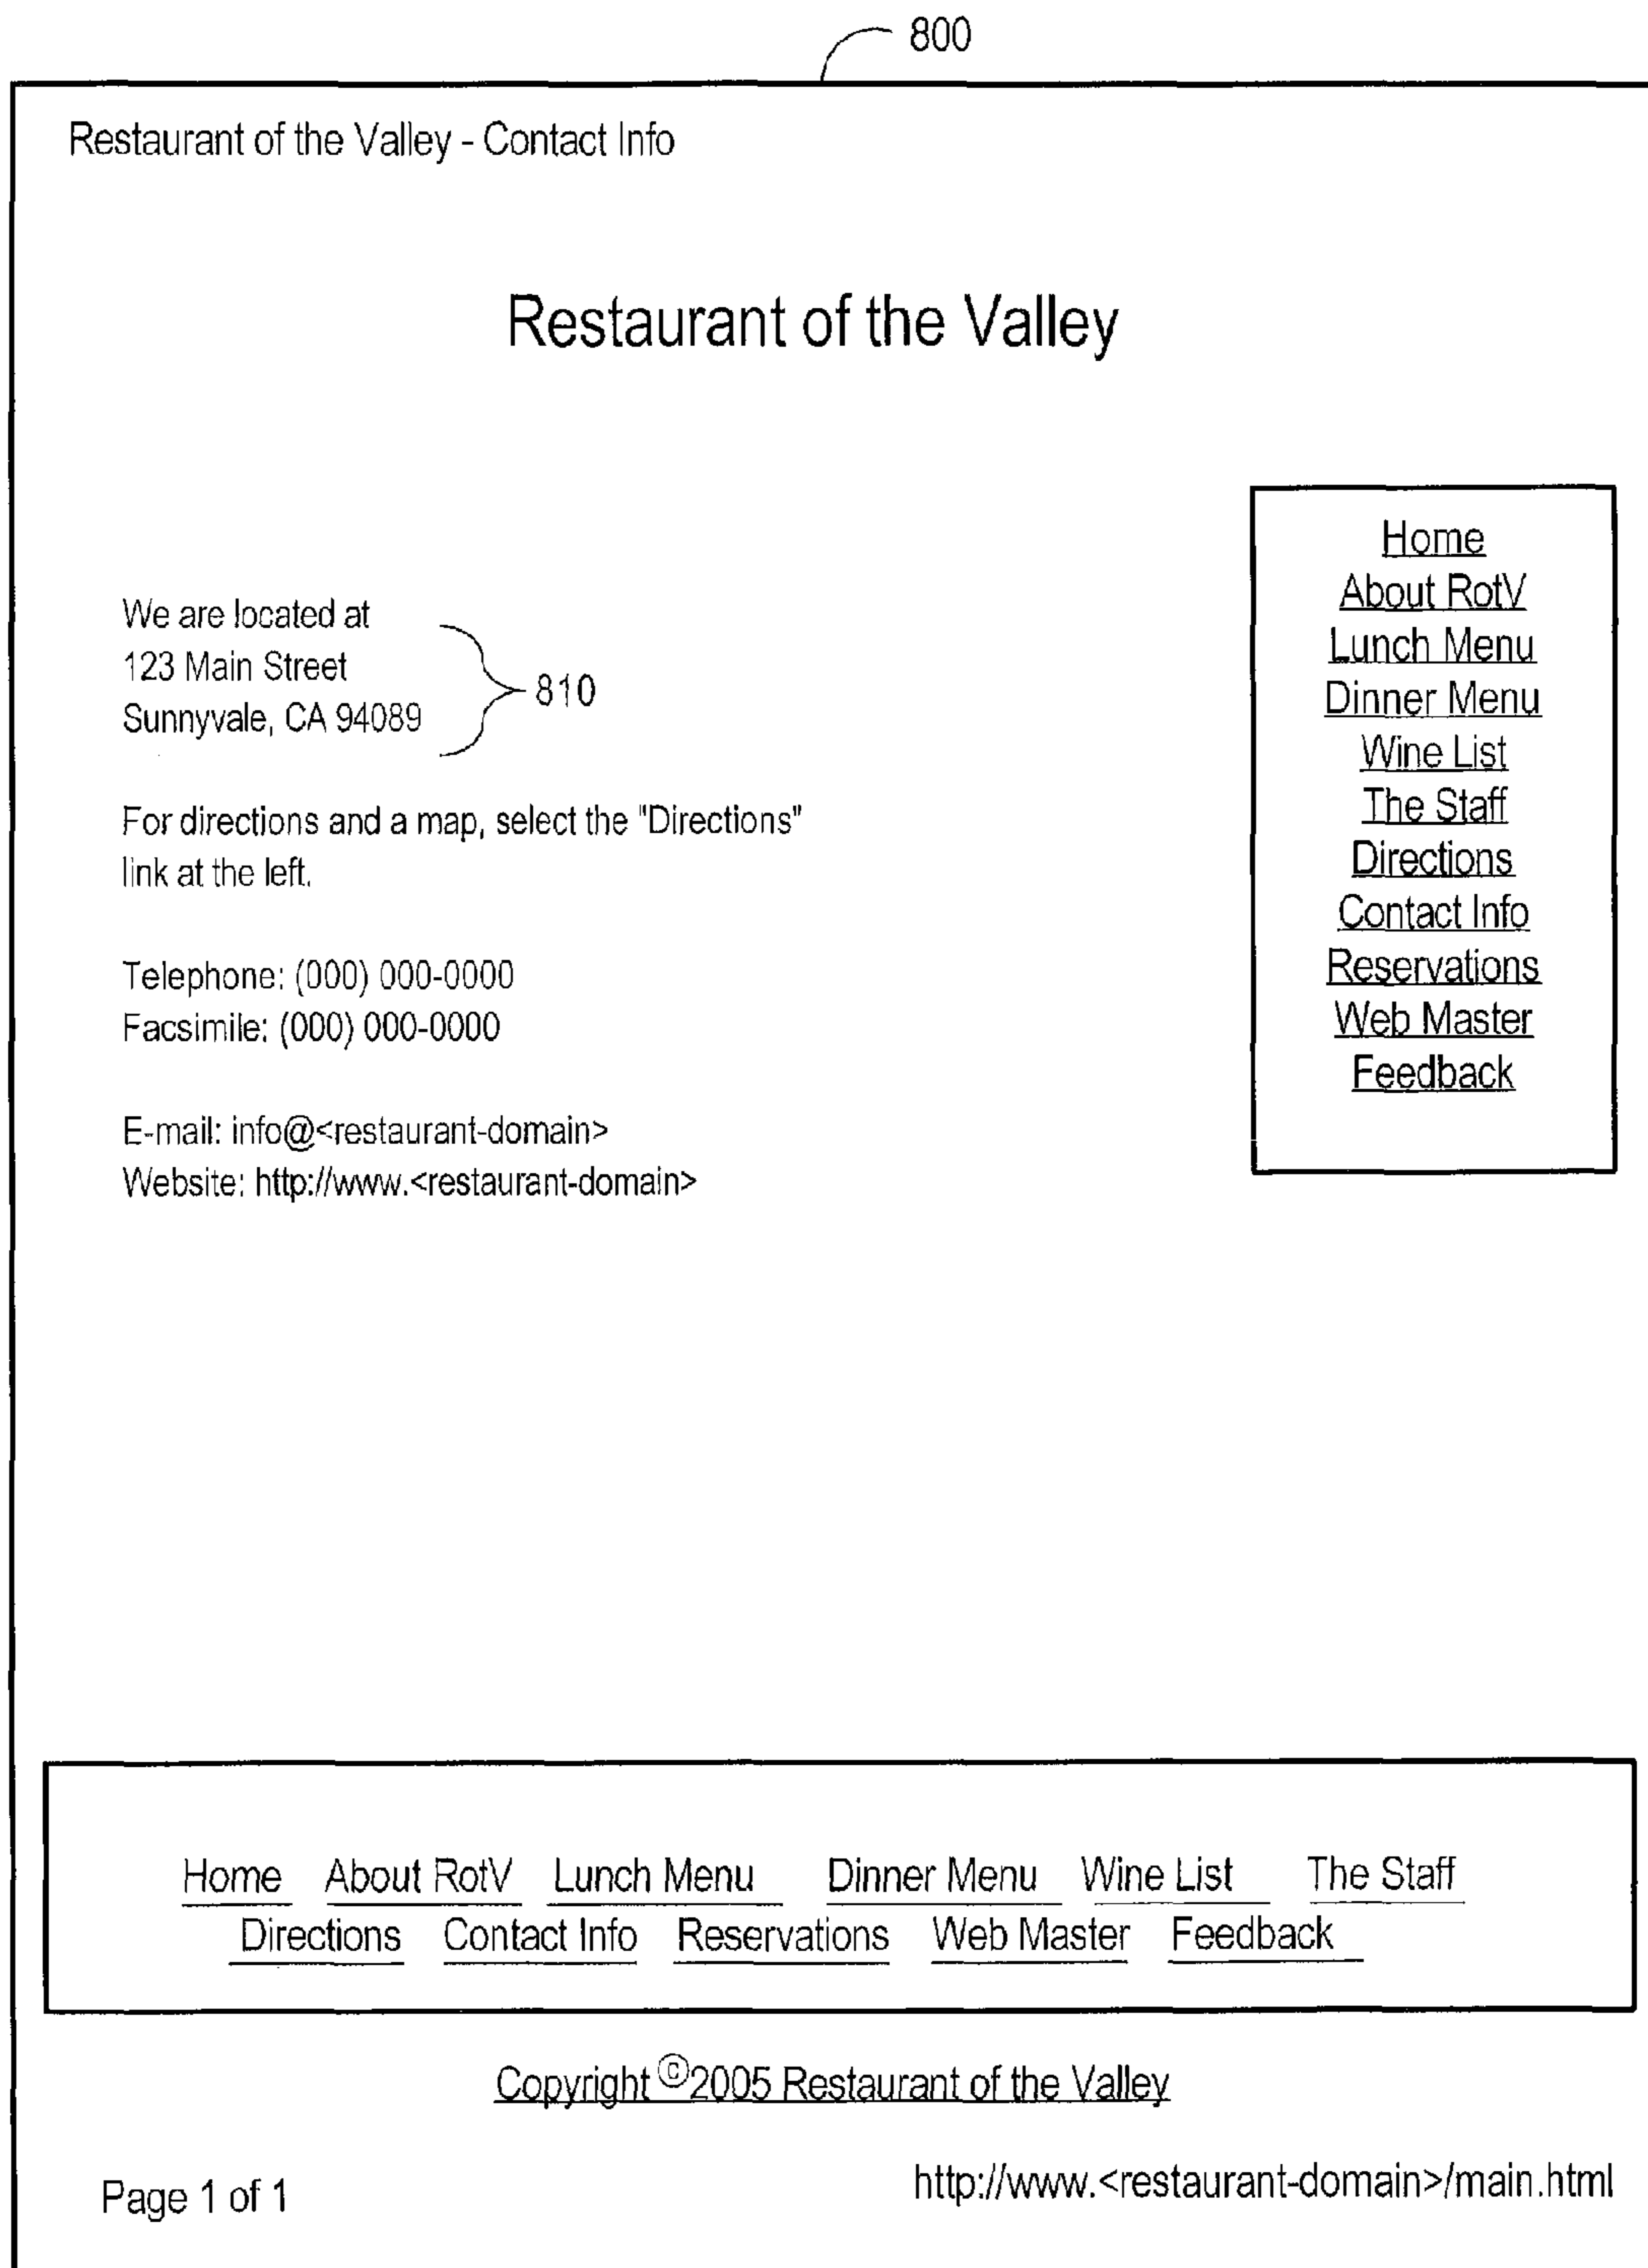 800
Restaurant of the Valley - Contact Info
Restaurant of the Valley
We are located at
123 Main Street
Sunnyvale, CA 94089
810
For directions and a map, select the "Directions"
link at the left.
Telephone: (000) 000-0000
Facsimile: (000) 000-0000
E-mail: info@<restaurant-domain>
Website: http://www.<restaurant-domain>
Home
About RotV
Lunch Menu
Dinner Menu
Wine List
The Staff
Directions
Contact Info
Reservations
Web Master
Feedback
Home About RotV Lunch Menu Dinner Menu Wine List The Staff
Directions Contact Info Reservations Web Master Feedback
Copyright ©2005 Restaurant of the Valley
Page 1 of 1
http://www.<restaurant-domain>/main.html